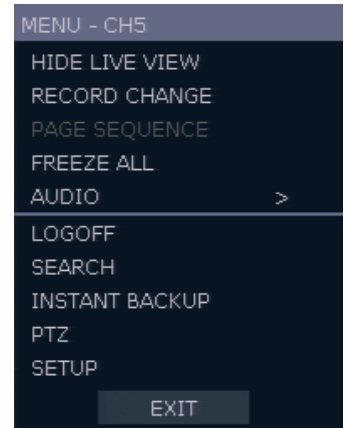 MENU - CH5
HIDE LIVE VIEW
RECORD CHANGE
PAGE SEQUENCE
FREEZE ALL
AUDIO >
LOGOFF
SEARCH
INSTANT BACKUP
PTZ
SETUP
EXIT